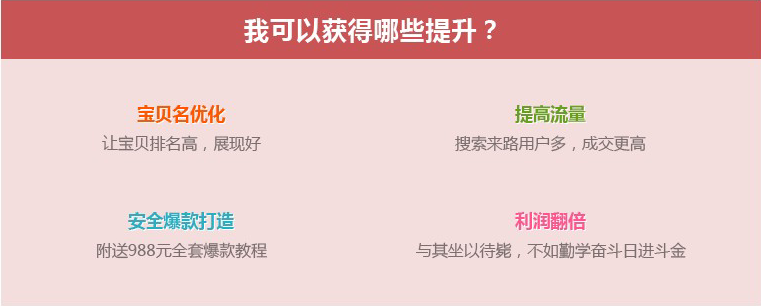 我可以获得哪些提升？
宝贝名优化
让宝贝排名高，展现好
提高流量
搜索来路用户多，成交更高
安全爆款打造
附送988元全套爆款教程
利润翻倍
与其坐以待毙，不如勤学奋斗日进斗金